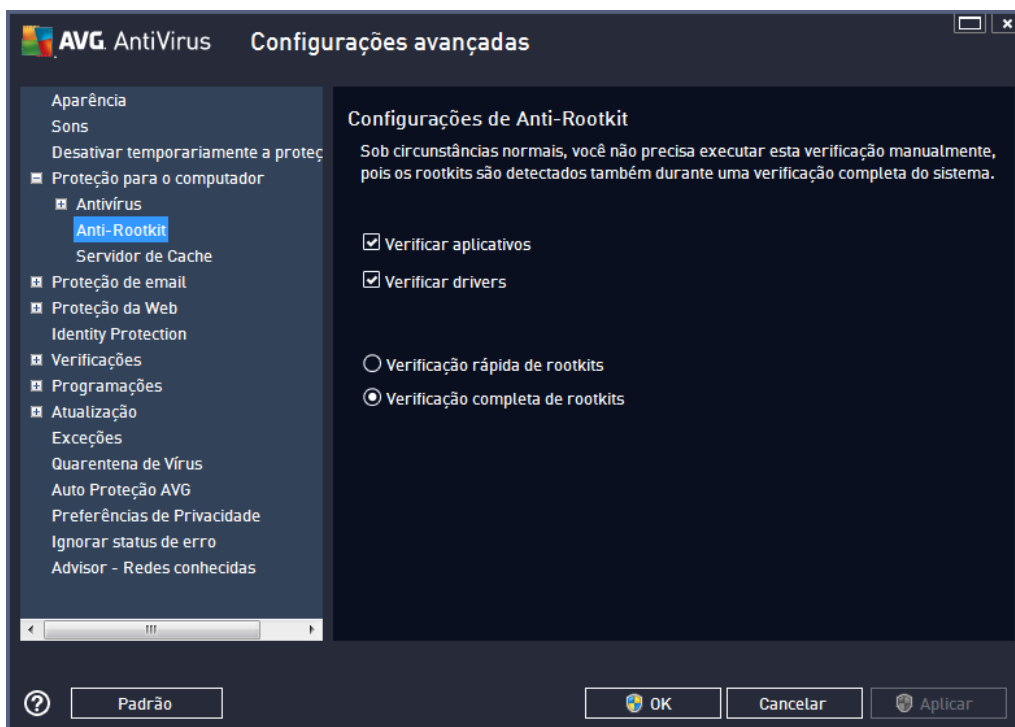 AVG. AntiVirus Configurações avançadas
Aparência
Sons
Desativar temporariamente a proteç
Proteção para o computador
Antivírus
Anti-Rootkit
Servidor de Cache
Proteção de email
Proteção da Web
Identity Protection
Verificações
Programações
Atualização
Exceções
Quarentena de Vírus
Auto Proteção AVG
Preferências de Privacidade
Ignorar status de erro
Advisor - Redes conhecidas
Configurações de Anti-Rootkit
Sob circunstâncias normais, você não precisa executar esta verificação manualmente,
pois os rootkits são detectados também durante uma verificação completa do sistema.
Verificar aplicativos
Verificar drivers
Verificação rápida de rootkits
Verificação completa de rootkits
? Padrão OK Cancelar Aplicar